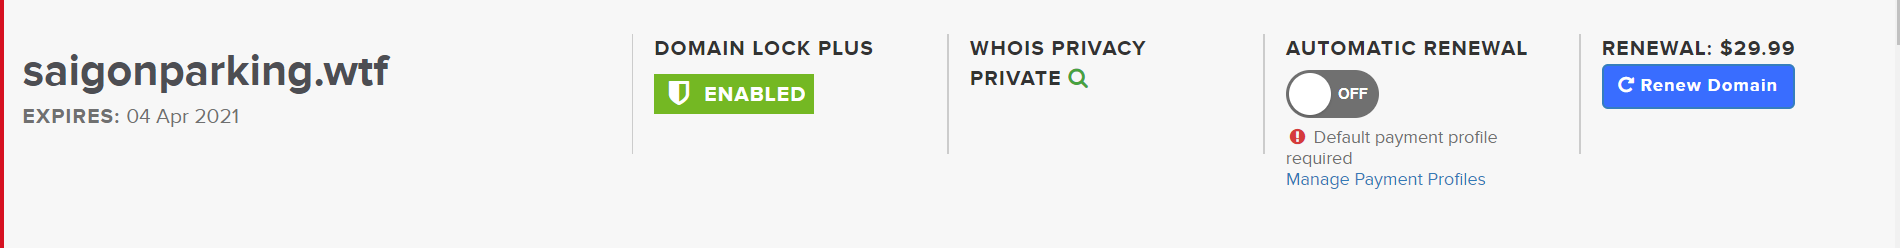 saigonparking.wtf
EXPIRES: 04 Apr 2021
DOMAIN LOCK PLUS
ENABLED
WHOIS PRIVACY
PRIVATE
AUTOMATIC RENEWAL
OFF
Default payment profile
required
Manage Payment Profiles
RENEWAL: $29.99
Renew Domain